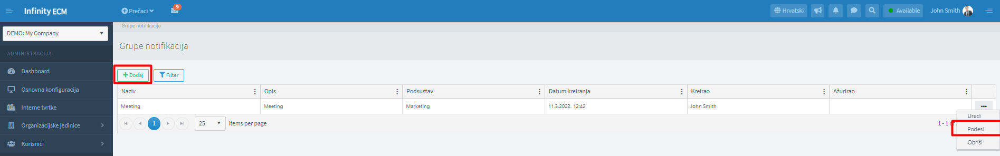 Infinity ECM
Prečaci
9
Hrvatski
Available
John Smith
DEMO: My Company
Grupe notifikacija
Grupe notifikacija
ADMINISTRACIJA
Dashboard
Osnovna konfiguracija
Interne tvrtke
Organizacijske jedinice
Korisnici
Dodaj
Filter
Naziv Opis Podsustav Datum kreiranja Kreirao Ažurirao
Meeting Meeting Marketing 11.3.2022. 12:42 John Smith
1 25 items per page 1 - 1 of
Uredi
Podesi
Obriši